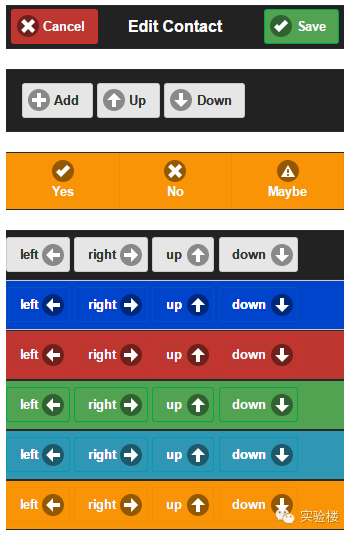 Cancel Edit Contact Save
Add Up Down
Yes No Maybe
left right up down
left right up down
left right up down
left right up down
left right up down
left right up down
实验楼